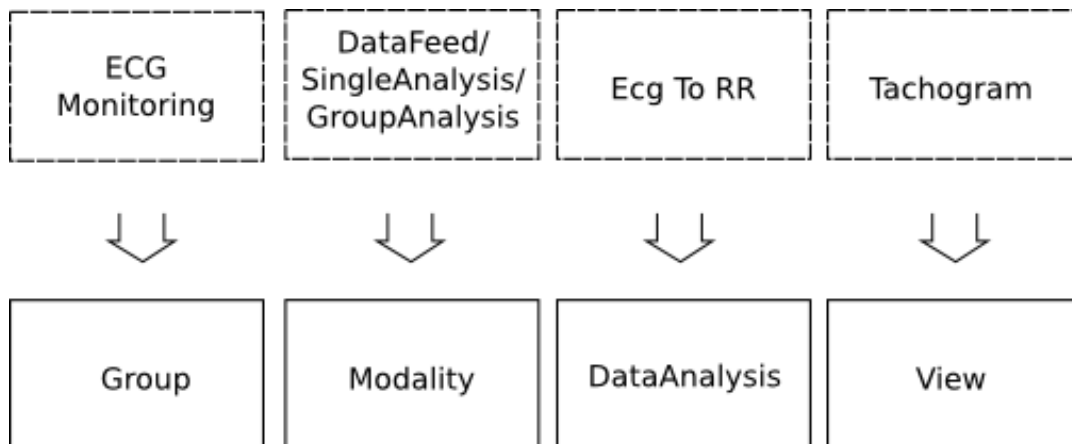 ECG
Monitoring
DataFeed/
SingleAnalysis/
GroupAnalysis
Ecg To RR
Tachogram
Group
Modality
DataAnalysis
View